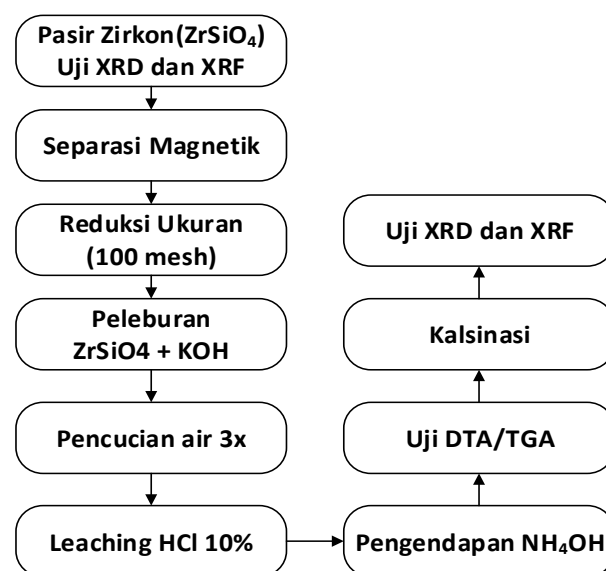 Pasir Zirkon(ZrSiO₄)
Uji XRD dan XRF
Separasi Magnetik
Reduksi Ukuran
(100 mesh)
Peleburan
ZrSiO4 + KOH
Pencucian air 3x
Leaching HCl 10%
Pengendapan NH₄OH
Uji DTA/TGA
Kalsinasi
Uji XRD dan XRF